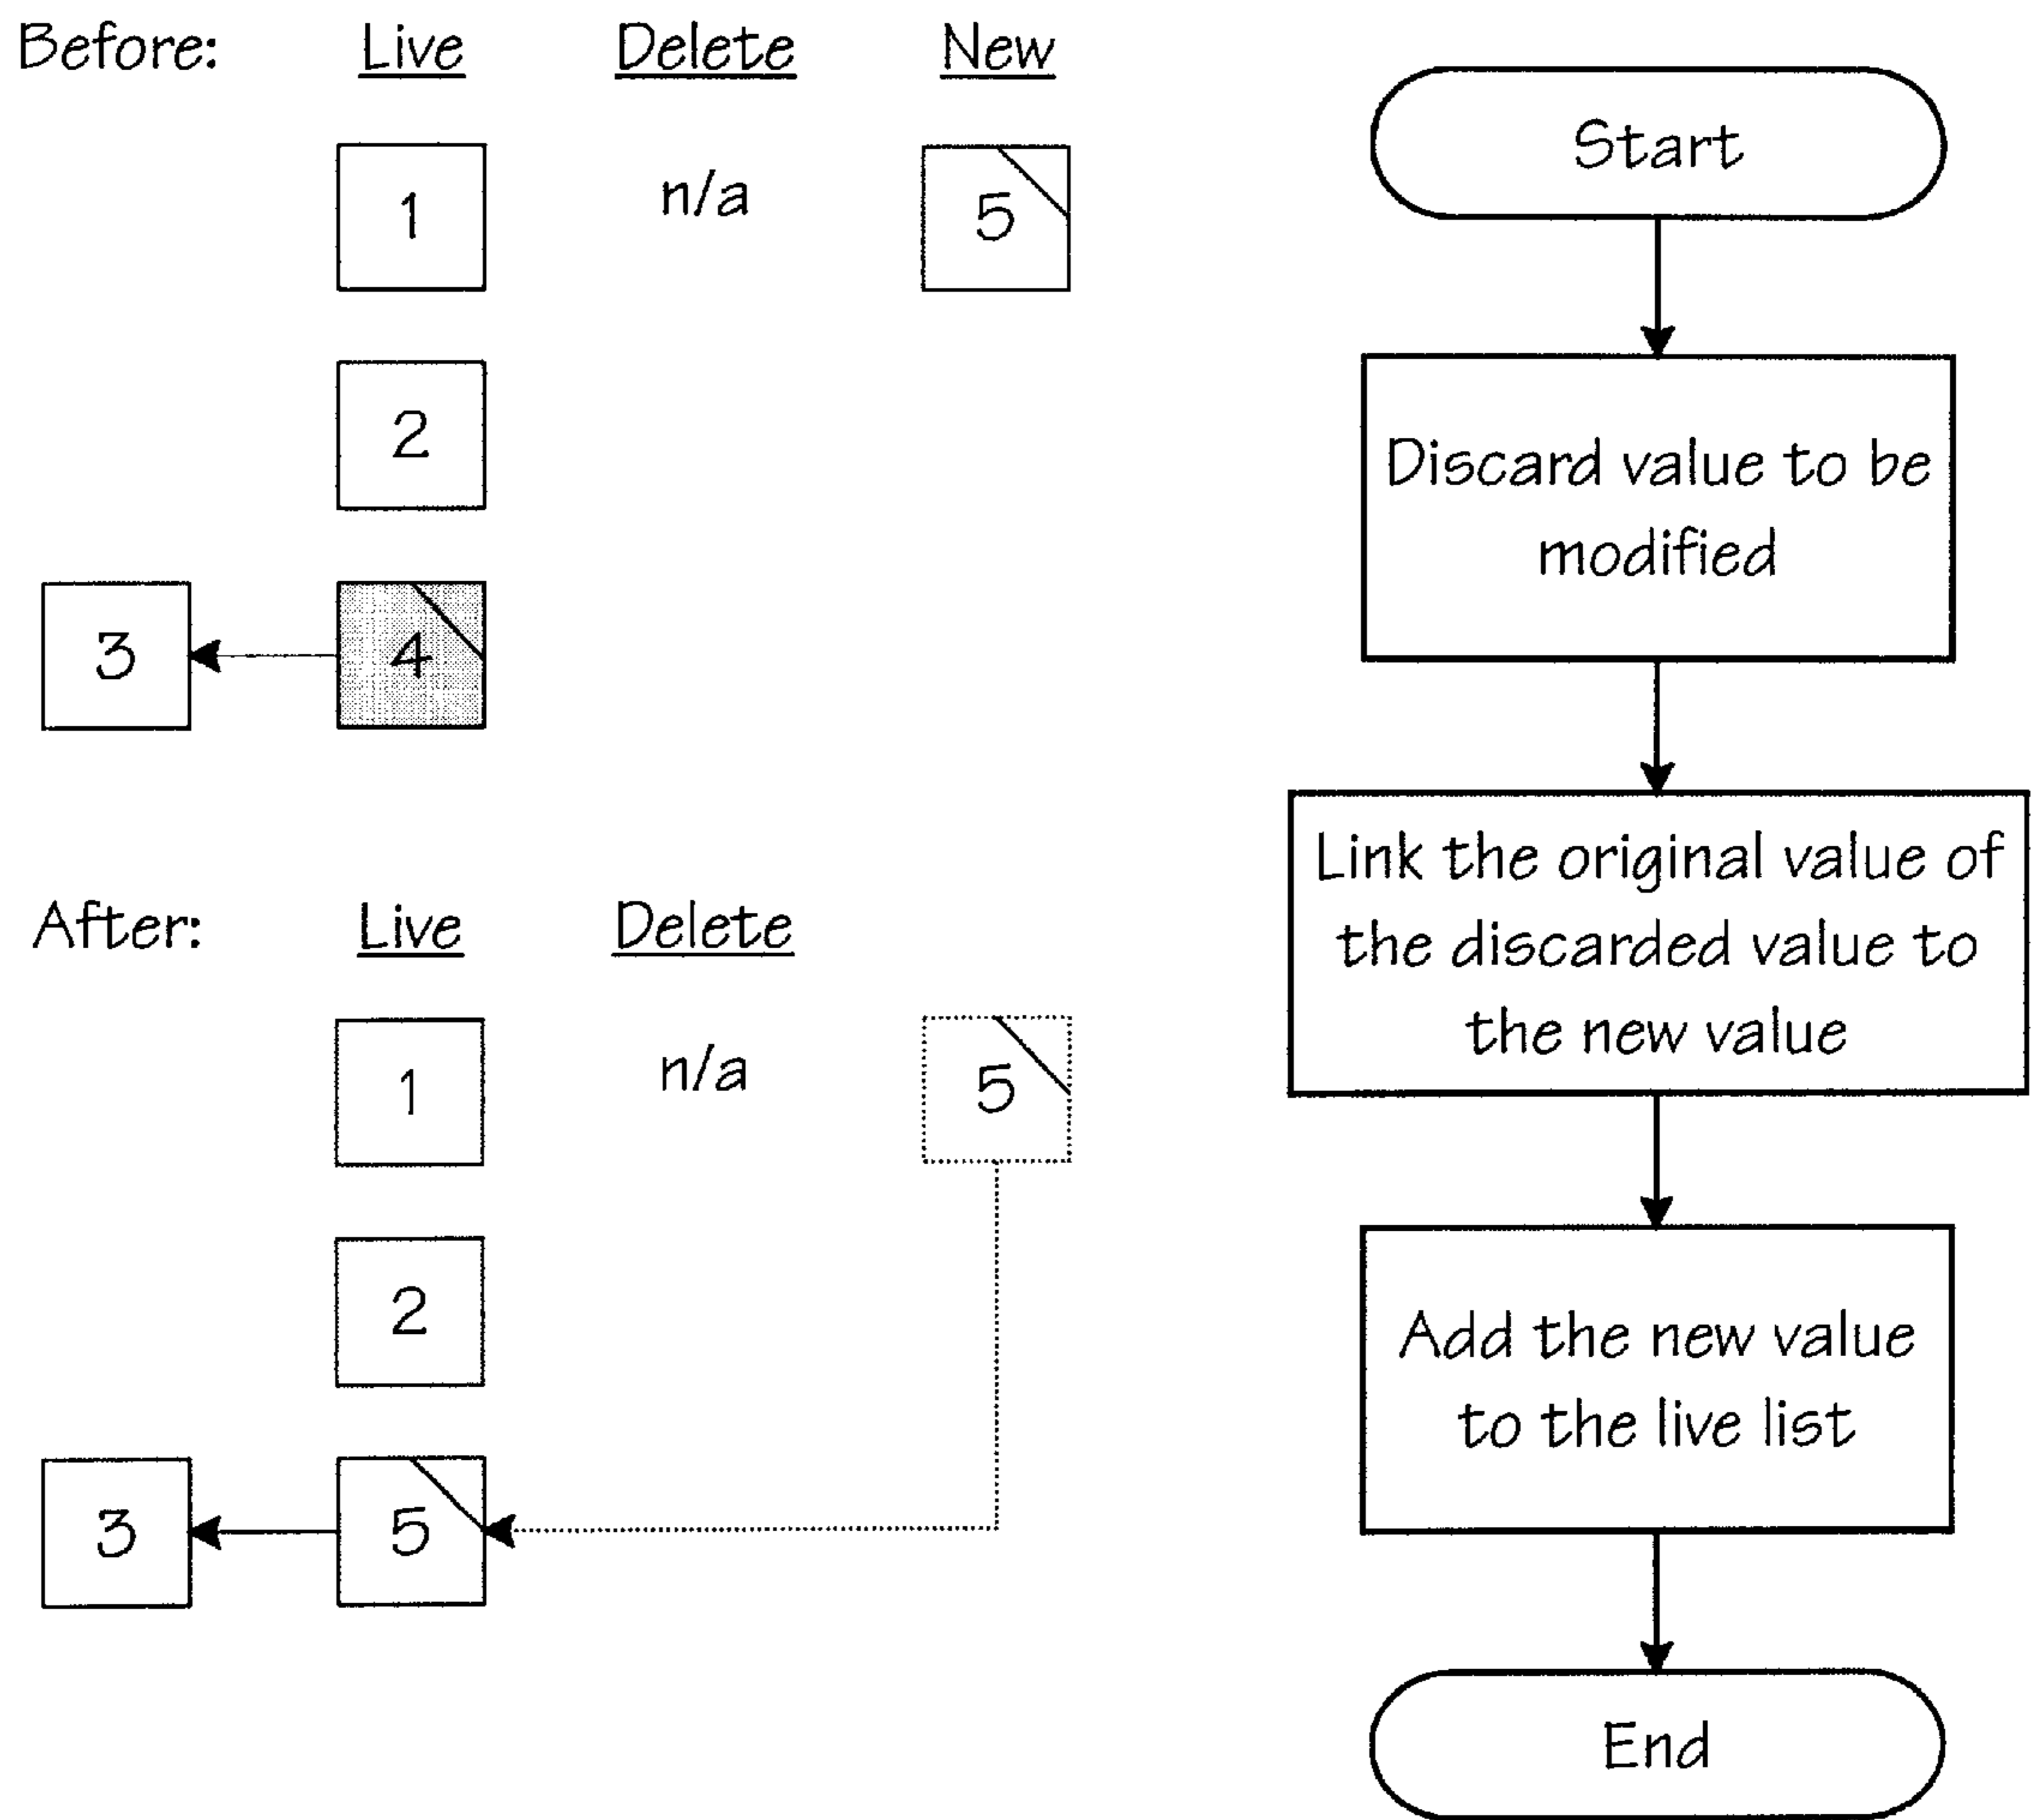 Before: Live Delete New
1 n/a 5
2
3 4
After: Live Delete
1 n/a 5
2
3 5
Start
Discard value to be
modified
Link the original value of
the discarded value to
the new value
Add the new value
to the live list
End